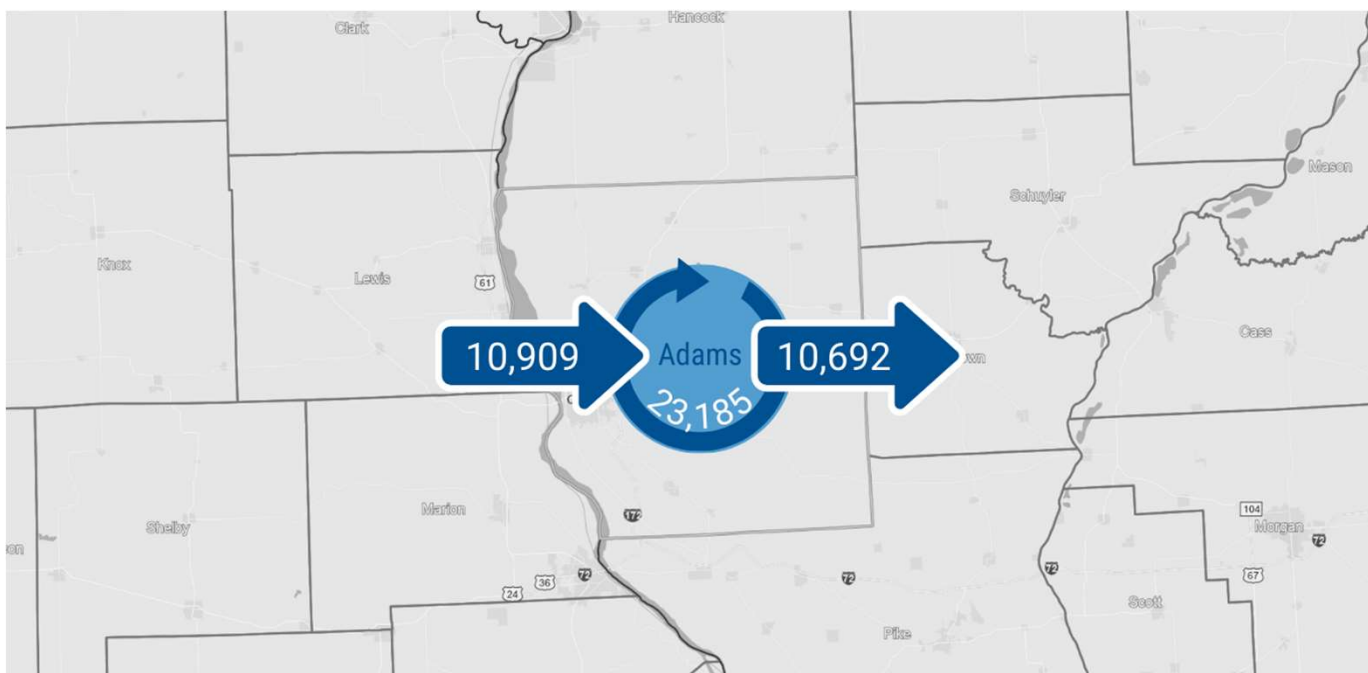 Clark
Hancock
Mason
Schuyler
Knox
Lewis
61
Cass
10,909
Adams
10,692
wn
23,185
Marion
172
Shelby
104
Morgan
on
72
36
72
72
72
67
24
Scott
Pike